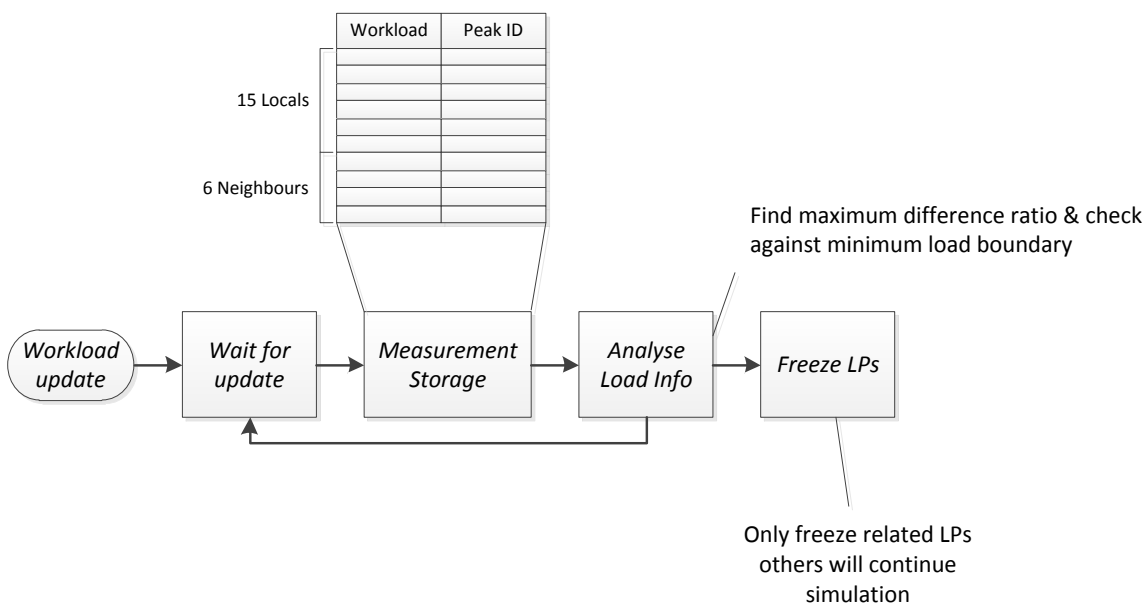 Workload Peak ID
15 Locals
6 Neighbours
Find maximum difference ratio & check
against minimum load boundary
Workload
update
Wait for
update
Measurement
Storage
Analyse
Load Info
Freeze LPs
Only freeze related LPs
others will continue
simulation